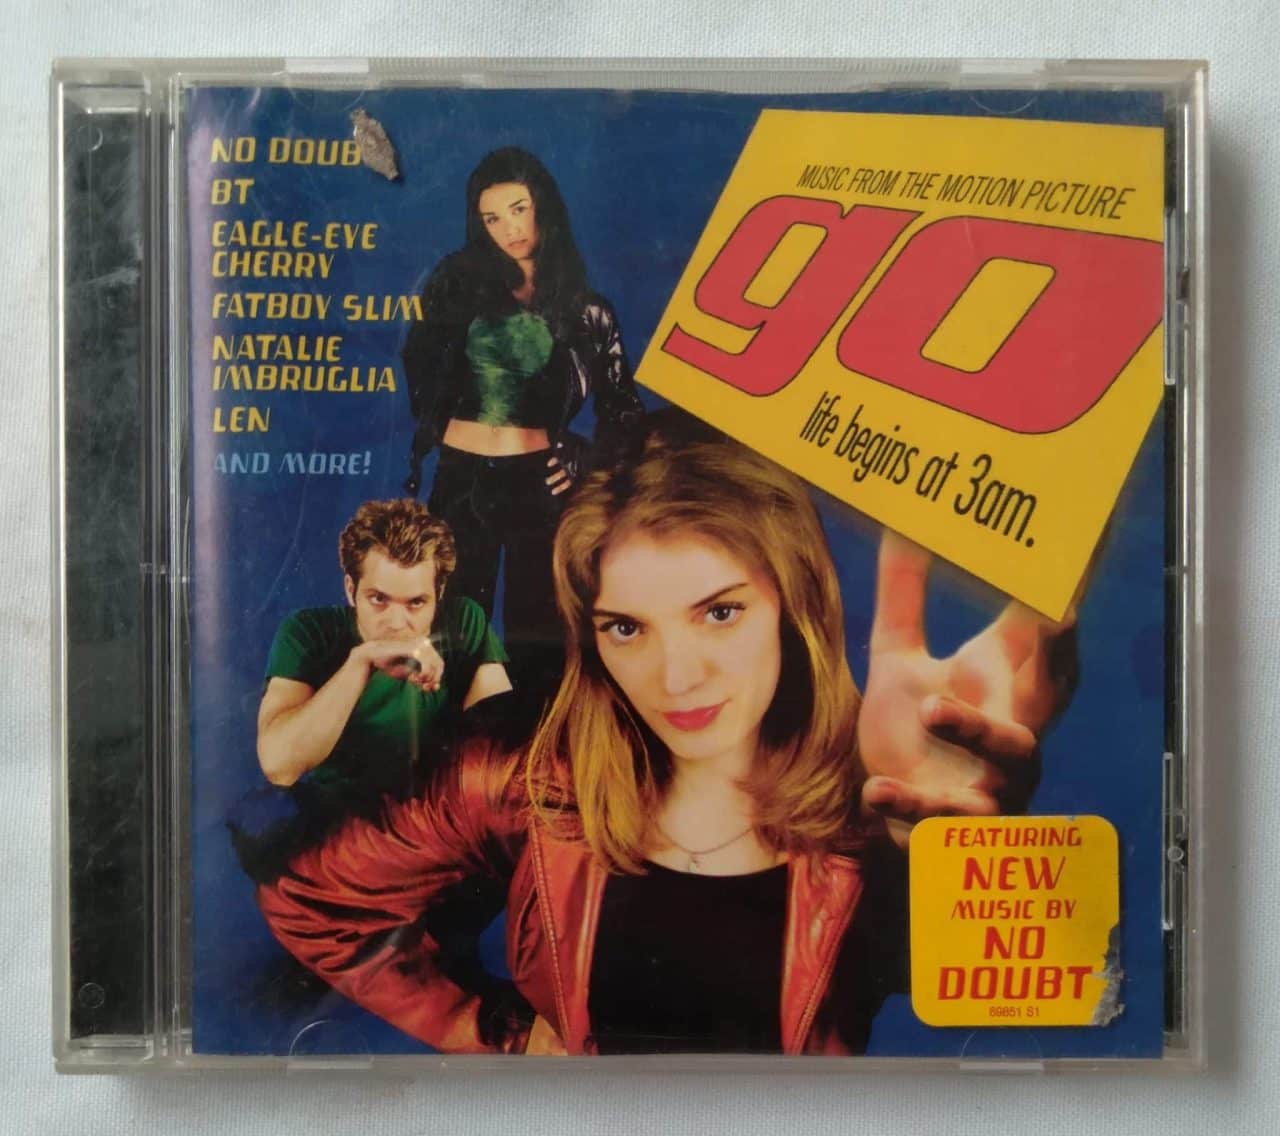 NO DOUB
BT
EAGLE-EYE
CHERRY
FATBOY SLIM
NATALIE
IMBRUGLIA
LEN
AND MORE!
MUSIC FROM THE MOTION PICTURE
go
life begins at 3am.
FEATURING
NEW
MUSIC BY
NO
DOUBT
69851 S1